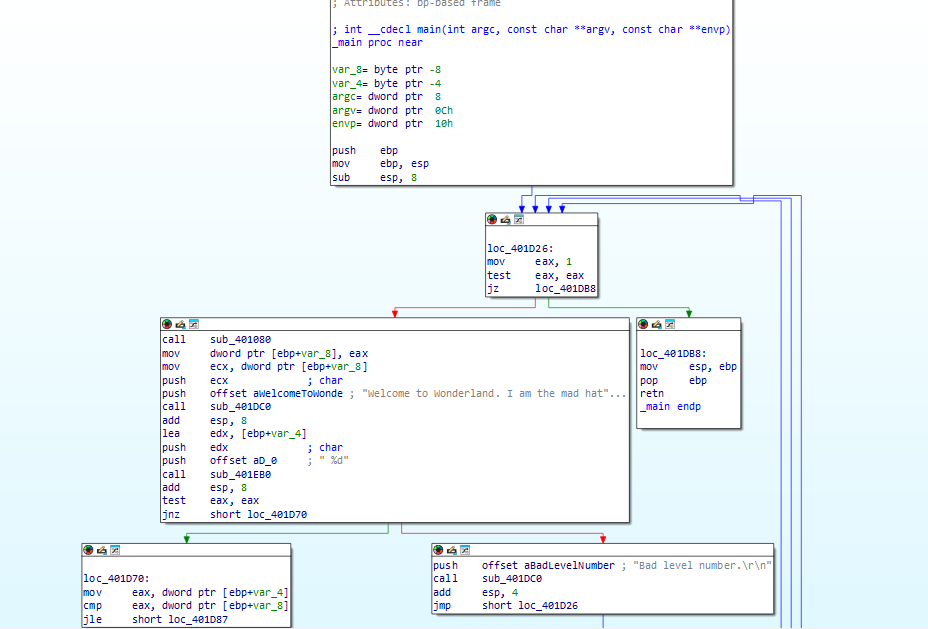 ; Attributes: bp-based frame
; int __cdecl main(int argc, const char **argv, const char **envp)
_main proc near
var_8= byte ptr -8
var_4= byte ptr -4
argc= dword ptr  8
argv= dword ptr  0Ch
envp= dword ptr  10h
push    ebp
mov     ebp, esp
sub     esp, 8
loc_401D26:
mov     eax, 1
test    eax, eax
jz      loc_401DB8
call    sub_401080
mov     dword ptr [ebp+var_8], eax
mov     ecx, dword ptr [ebp+var_8]
push    ecx             ; char
push    offset aWelcomeToWonde ; "Welcome to Wonderland. I am the mad hat"...
call    sub_401DC0
add     esp, 8
lea     edx, [ebp+var_4]
push    edx             ; char
push    offset aD_0     ; " %d"
call    sub_401EB0
add     esp, 8
test    eax, eax
jnz     short loc_401D70
loc_401DB8:
mov     esp, ebp
pop     ebp
retn
_main endp
loc_401D70:
mov     eax, dword ptr [ebp+var_4]
cmp     eax, dword ptr [ebp+var_8]
jle     short loc_401D87
push    offset aBadLevelNumber ; "Bad level number.\r\n"
call    sub_401DC0
add     esp, 4
jmp     short loc_401D26